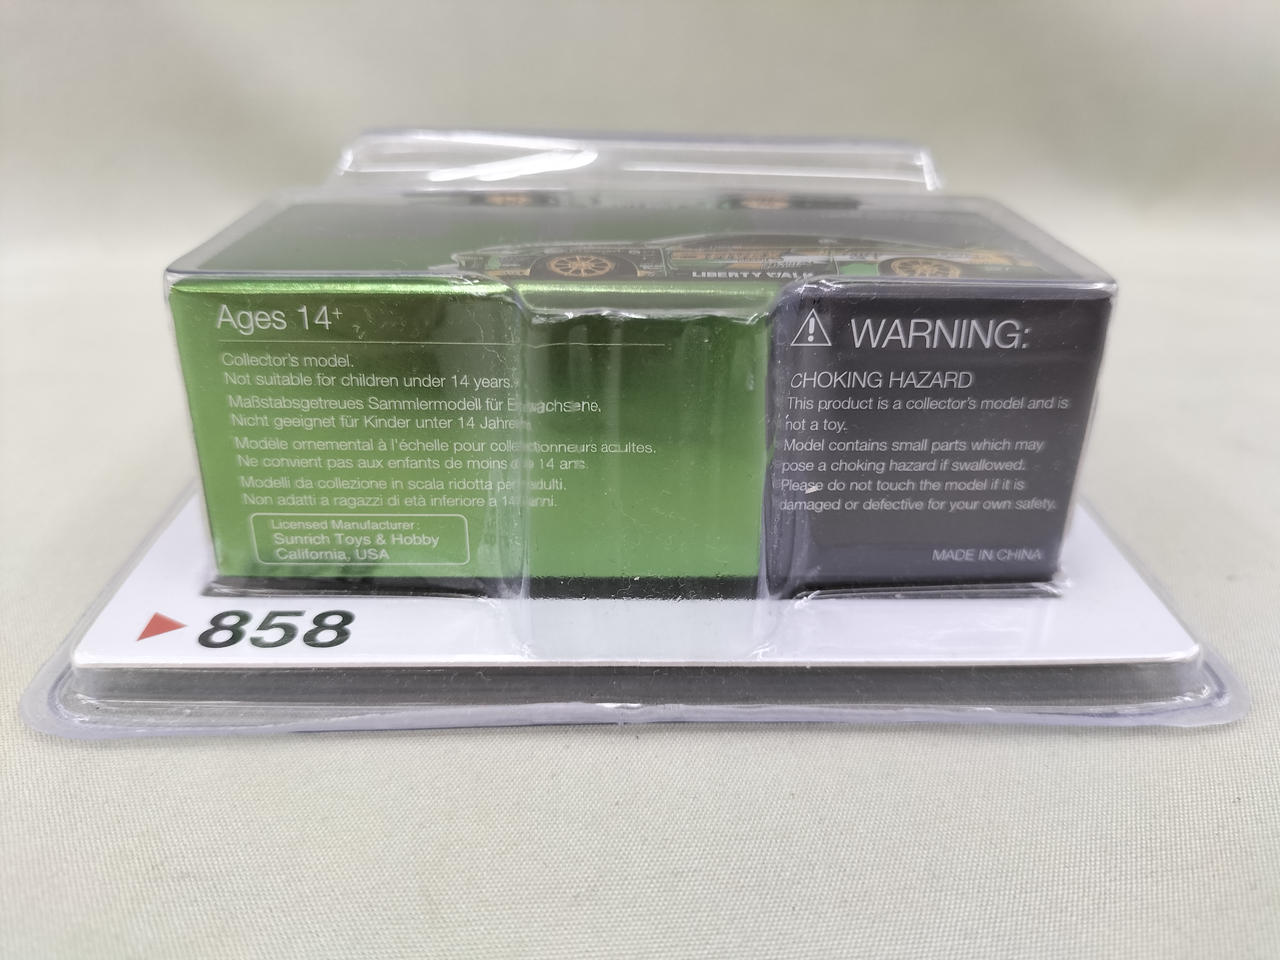 LIBERTY WALK
Ages 14+
Collector's model.
Not suitable for children under 14 years.
Maßstabsgetreues Sammlermodell für Erwachsene.
Nicht geeignet für Kinder unter 14 Jahren.
Modèle ornemental à l'échelle pour collectionneurs adultes.
Ne convient pas aux enfants de moins de 14 ans.
Modelli da collezione in scala ridotta per adulti.
Non adatti a ragazzi di età inferiore a 14 anni.
Licensed Manufacturer:
Sunrich Toys & Hobby
California, USA
WARNING:
CHOKING HAZARD
This product is a collector's model and is
not a toy.
Model contains small parts which may
pose a choking hazard if swallowed.
Please do not touch the model if it is
damaged or defective for your own safety.
MADE IN CHINA
858